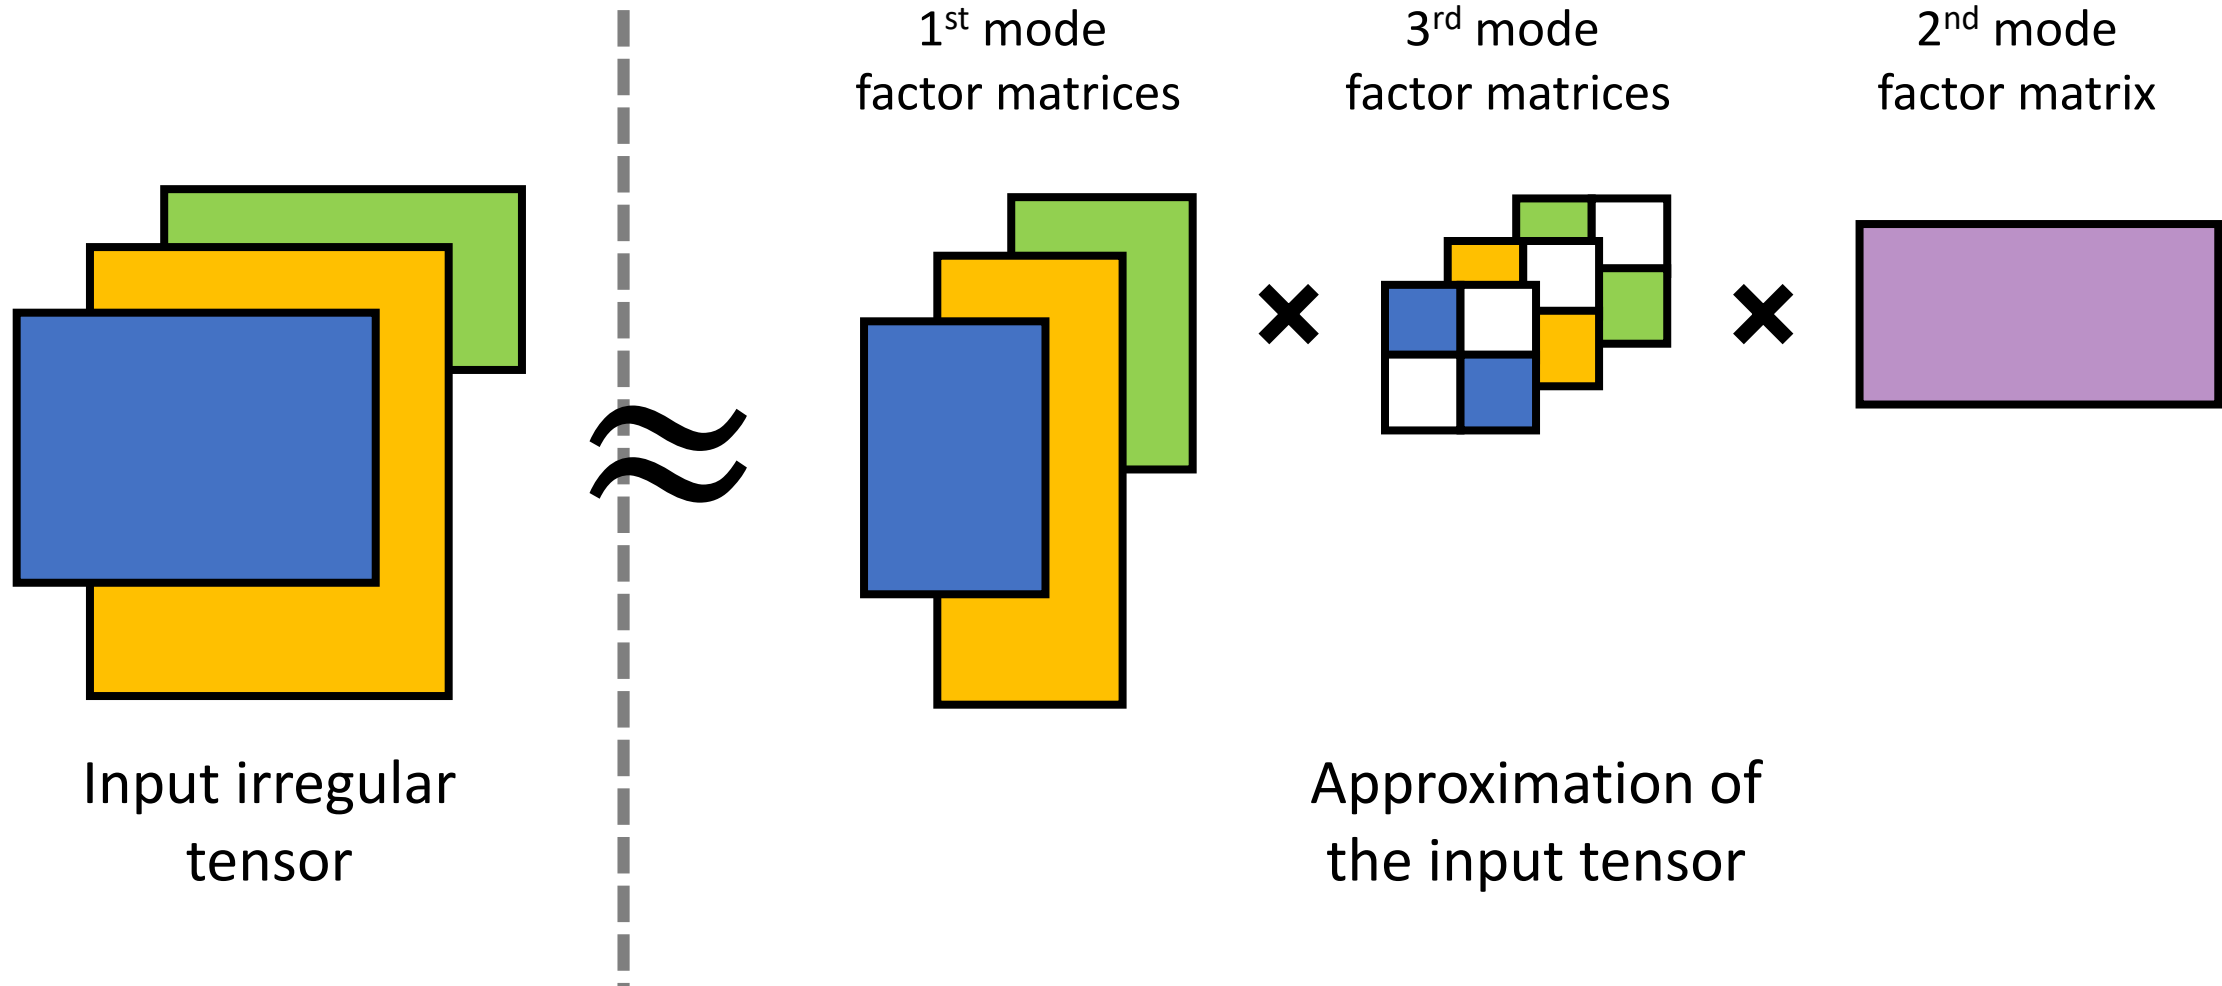 1st mode
factor matrices
3rd mode
factor matrices
2nd mode
factor matrix
≈
×
×
Input irregular
tensor
Approximation of
the input tensor